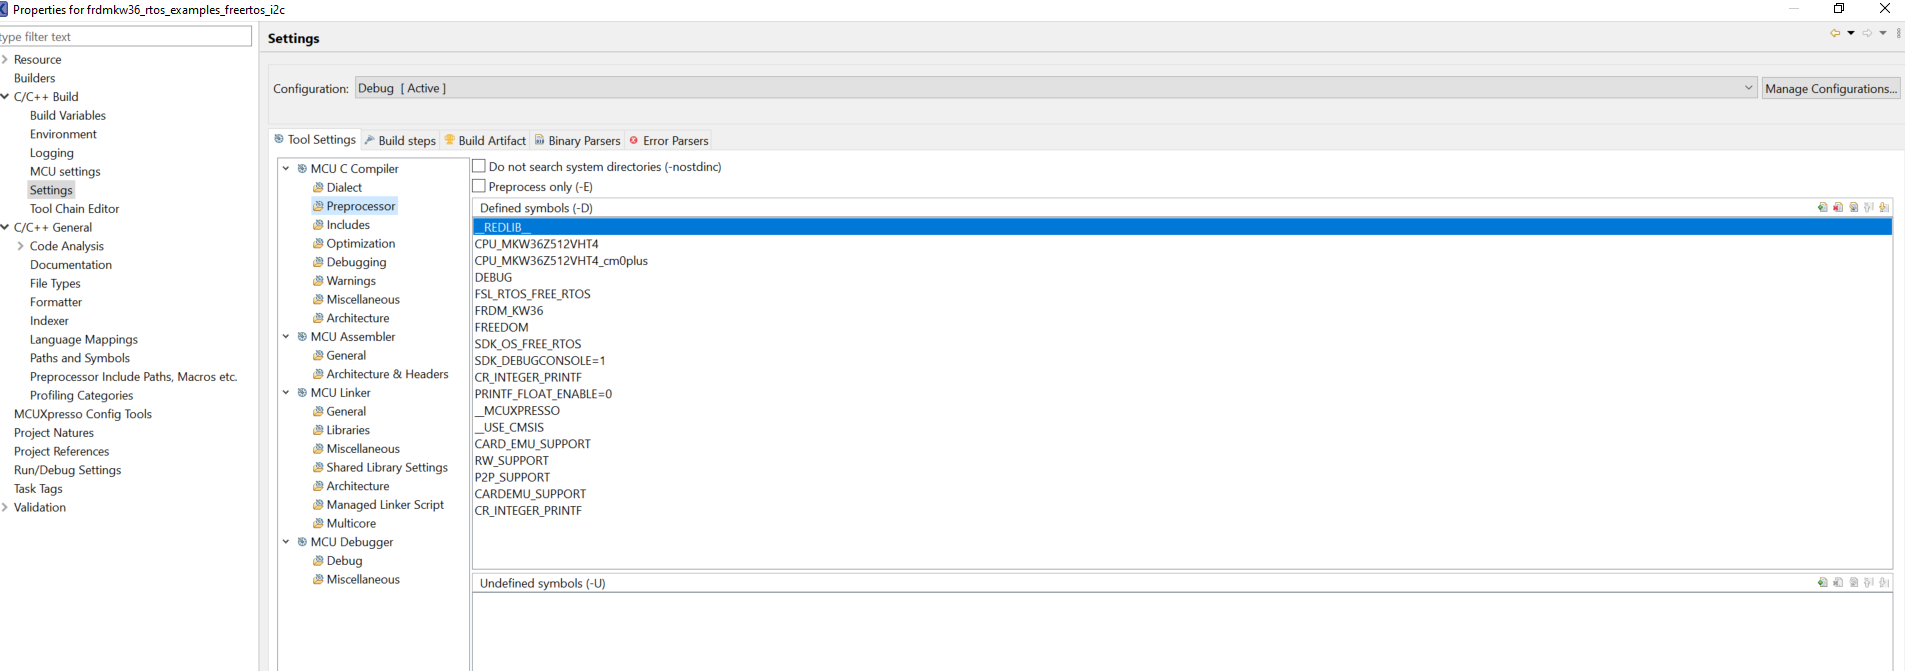 Properties for frdmkw36_rtos_examples_freertos_i2c
type filter text
Resource
Builders
C/C++ Build
Build Variables
Environment
Logging
MCU settings
Settings
Tool Chain Editor
C/C++ General
Code Analysis
Documentation
File Types
Formatter
Indexer
Language Mappings
Paths and Symbols
Preprocessor Include Paths, Macros etc.
Profiling Categories
MCUXpresso Config Tools
Project Natures
Project References
Run/Debug Settings
Task Tags
Validation
Settings
Configuration: Debug [ Active ] Manage Configurations...
Tool Settings Build steps Build Artifact Binary Parsers Error Parsers
MCU C Compiler
Dialect
Preprocessor
Includes
Optimization
Debugging
Warnings
Miscellaneous
Architecture
MCU Assembler
General
Architecture & Headers
MCU Linker
General
Libraries
Miscellaneous
Shared Library Settings
Architecture
Managed Linker Script
Multicore
MCU Debugger
Debug
Miscellaneous
Do not search system directories (-nostdinc)
Preprocess only (-E)
Defined symbols (-D)
__REDLIB__
CPU_MKW36Z512VHT4
CPU_MKW36Z512VHT4_cm0plus
DEBUG
FSL_RTOS_FREE_RTOS
FRDM_KW36
FREEDOM
SDK_OS_FREE_RTOS
SDK_DEBUGCONSOLE=1
CR_INTEGER_PRINTF
PRINTF_FLOAT_ENABLE=0
__MCUXPRESSO
__USE_CMSIS
CARD_EMU_SUPPORT
RW_SUPPORT
P2P_SUPPORT
CARDEMU_SUPPORT
CR_INTEGER_PRINTF
Undefined symbols (-U)